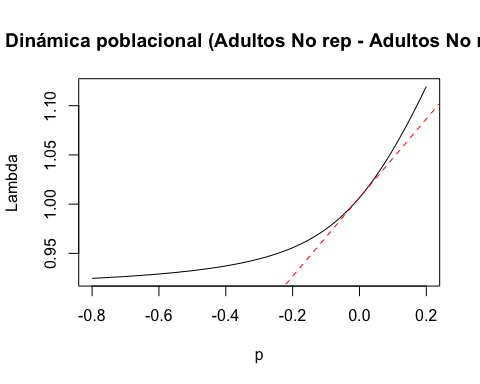 Dinámica poblacional (Adultos No rep - Adultos No
1.10
1.05
1.00
0.95
Lambda
-0.8 -0.6 -0.4 -0.2 0.0 0.2
p